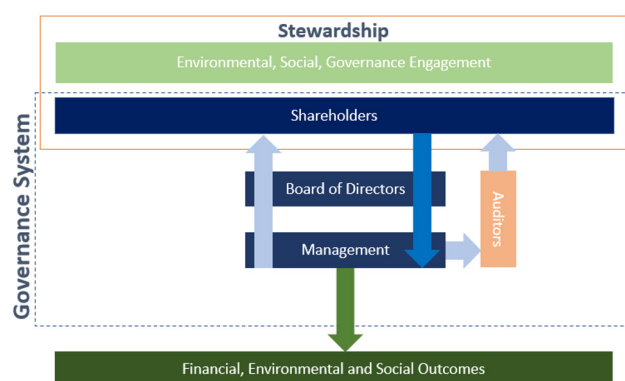 Stewardship
Environmental, Social, Governance Engagement
Shareholders
Governance System
Board of Directors
Auditors
Management
Financial, Environmental and Social Outcomes